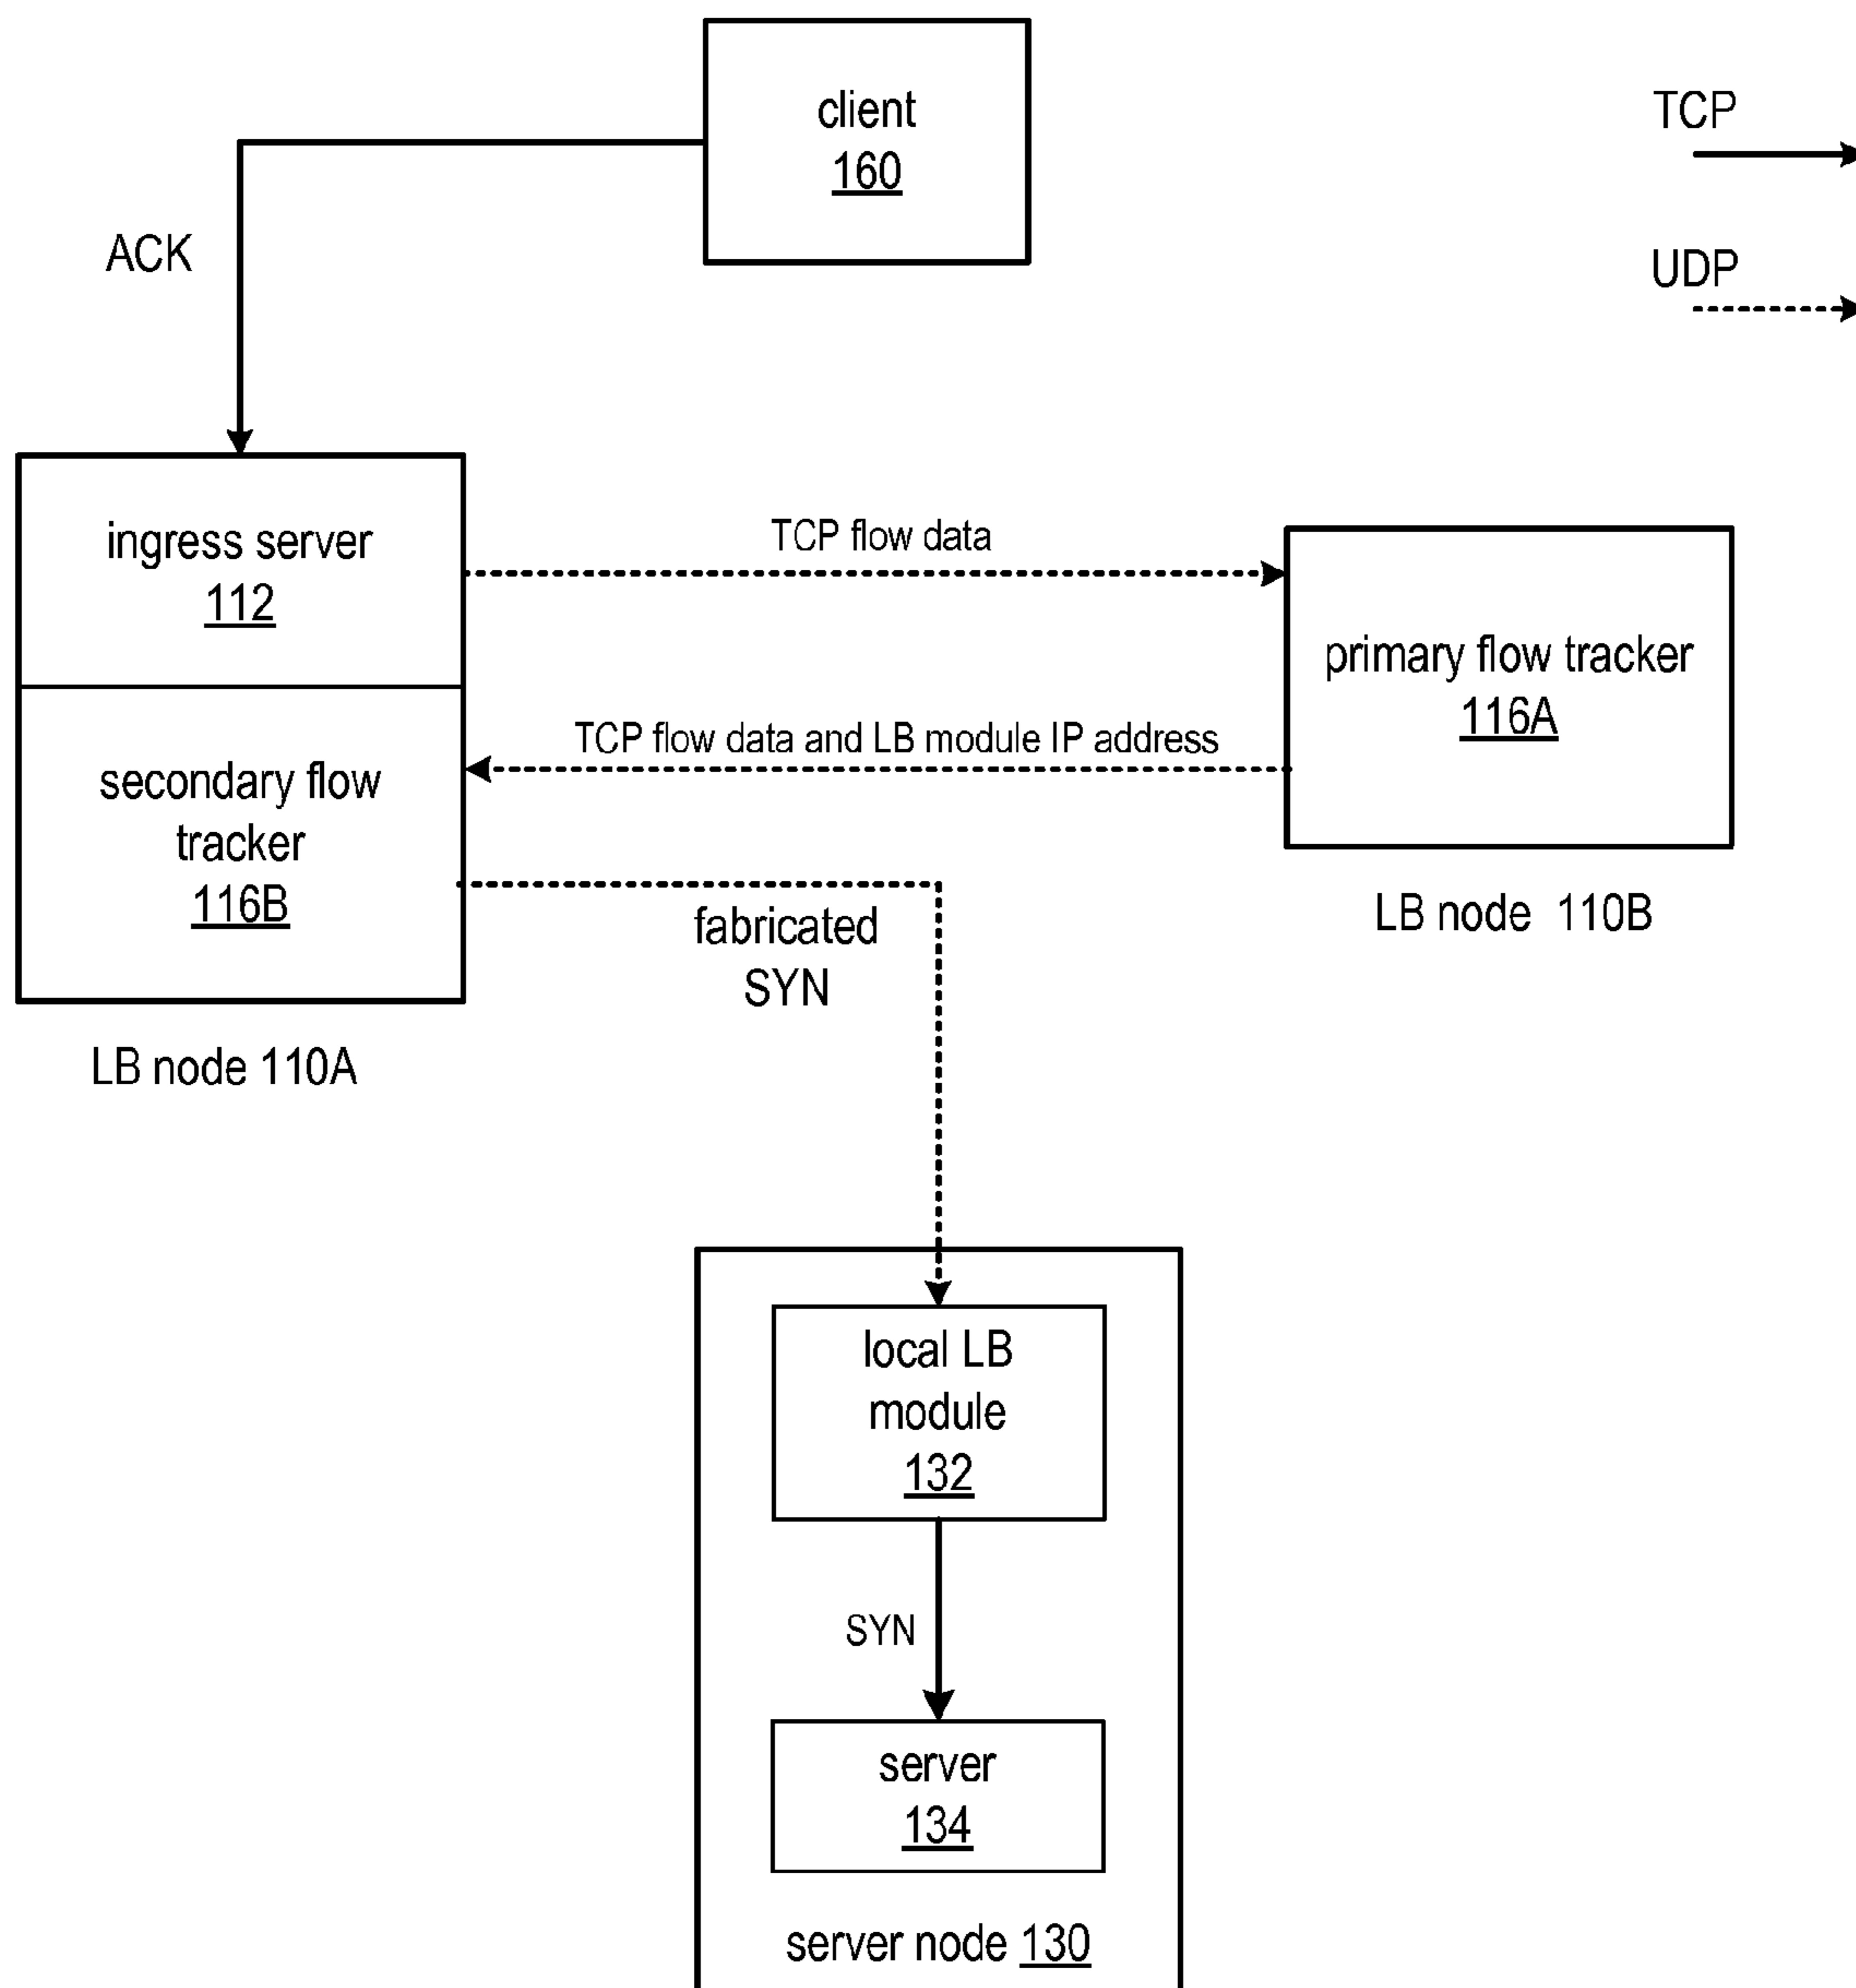 client
160
TCP
UDP
ACK
ingress server
112
TCP flow data
primary flow tracker
116A
TCP flow data and LB module IP address
secondary flow
tracker
116B
fabricated
SYN
LB node 110B
LB node 110A
local LB
module
132
SYN
server
134
server node 130